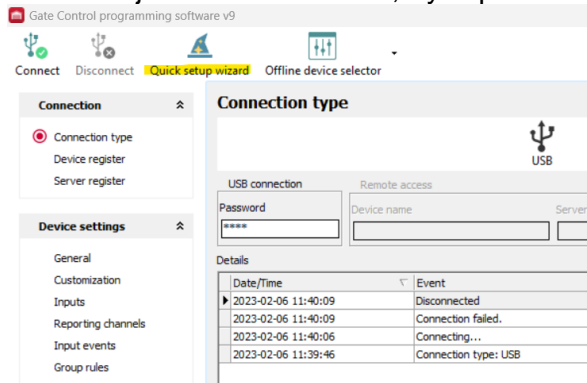 Gate Control programming software v9
Connect Disconnect Quick setup wizard Offline device selector
Connection
Connection type
Device register
Server register
Device settings
General
Customization
Inputs
Reporting channels
Input events
Group rules
Connection type
USB
USB connection Remote access
Password Device name Server
****
Details
Date/Time Event
2023-02-06 11:40:09 Disconnected
2023-02-06 11:40:09 Connection failed.
2023-02-06 11:40:06 Connecting...
2023-02-06 11:39:46 Connection type: USB